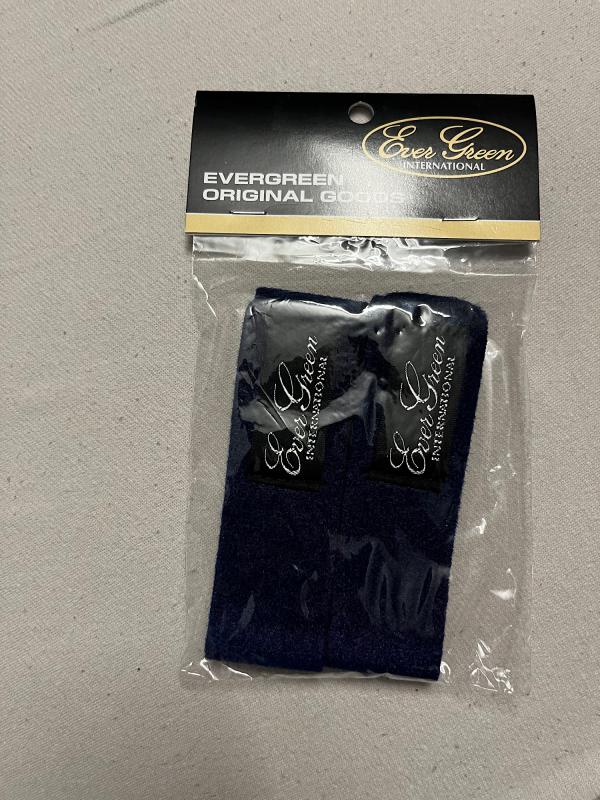 Ever Green
INTERNATIONAL
EVERGREEN
ORIGINAL GOODS
Ever Green
INTERNATIONAL
Ever Green
INTERNATIONAL